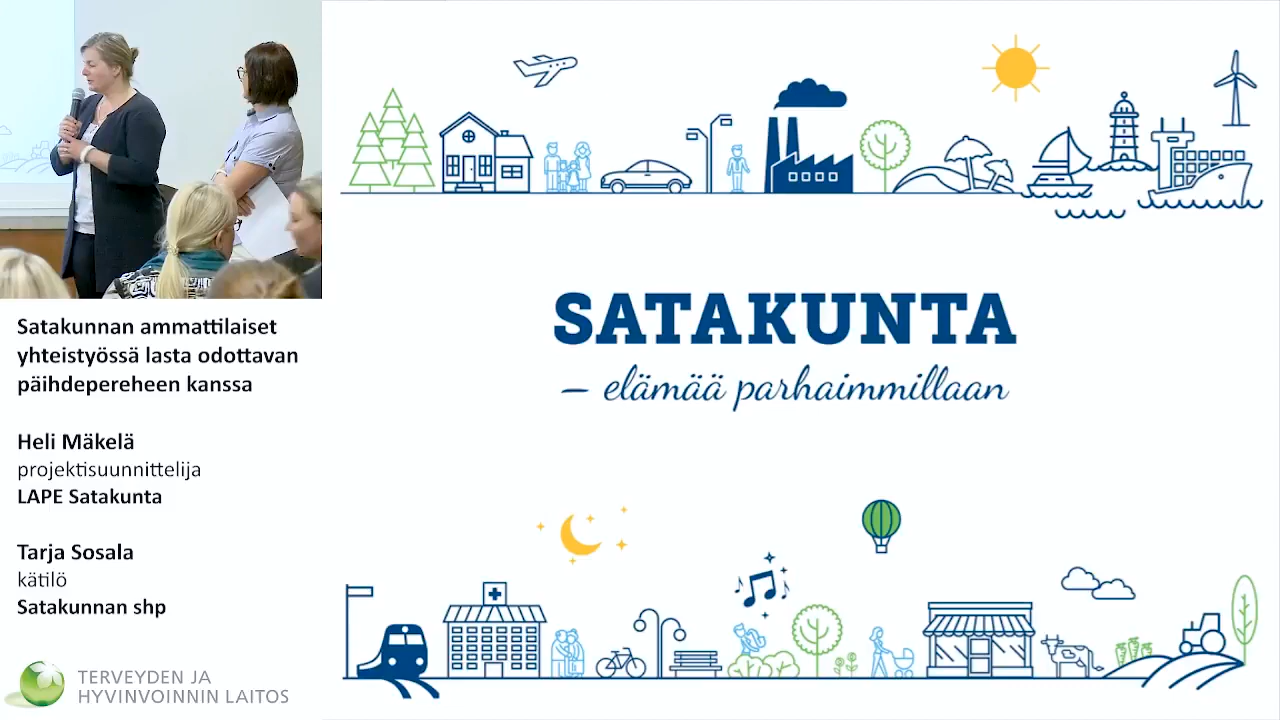 Satakunnan ammattilaiset
yhteistyössä lasta odottavan
päihdepereheen kanssa
Heli Mäkelä
projektisuunnittelija
LAPE Satakunta
Tarja Sosala
kätilö
Satakunnan shp
TERVEYDEN JA
HYVINVOINNIN LAITOS
SATAKUNTA
– elämää parhaimmillaan